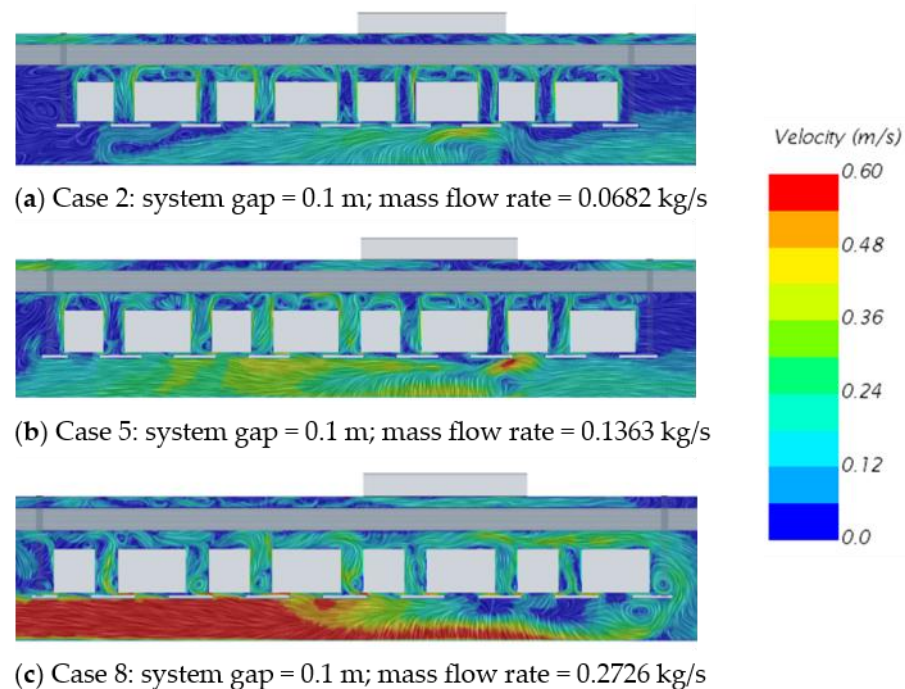 (a) Case 2: system gap = 0.1 m; mass flow rate = 0.0682 kg/s
(b) Case 5: system gap = 0.1 m; mass flow rate = 0.1363 kg/s
(c) Case 8: system gap = 0.1 m; mass flow rate = 0.2726 kg/s
Velocity (m/s)
0.60
0.48
0.36
0.24
0.12
0.0